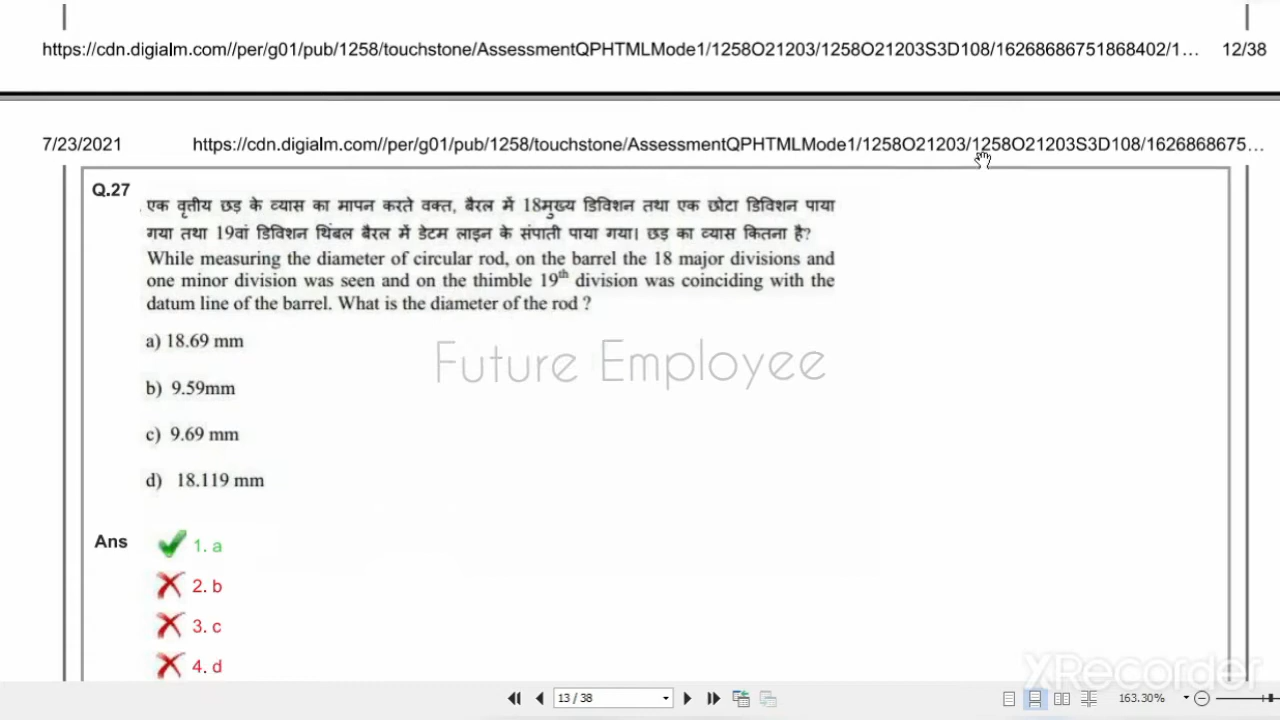 https://cdn.digialm.com//per/g01/pub/1258/touchstone/AssessmentQPHTMLMode1/1258O21203/1258O21203S3D108/16268686751868402/1… 12/38
7/23/2021 https://cdn.digialm.com//per/g01/pub/1258/touchstone/AssessmentQPHTMLMode1/1258O21203/1258O21203S3D108/1626868675…
Q.27
एक वृत्तीय छड़ के व्यास का मापन करते वक्त, बैरल में 18मुख्य डिविशन तथा एक छोटा डिविशन पाया
गया तथा 19वां डिविशन थिंबल बैरल में डेटम लाइन के संपाती पाया गया। छड़ का व्यास कितना है?
While measuring the diameter of circular rod, on the barrel the 18 major divisions and
one minor division was seen and on the thimble 19th division was coinciding with the
datum line of the barrel. What is the diameter of the rod ?
a) 18.69 mm
Future Employee
b) 9.59mm
c) 9.69 mm
d) 18.119 mm
Ans 1. a
2. b
3. c
4. d
XRecorder
13 / 38 163.30%